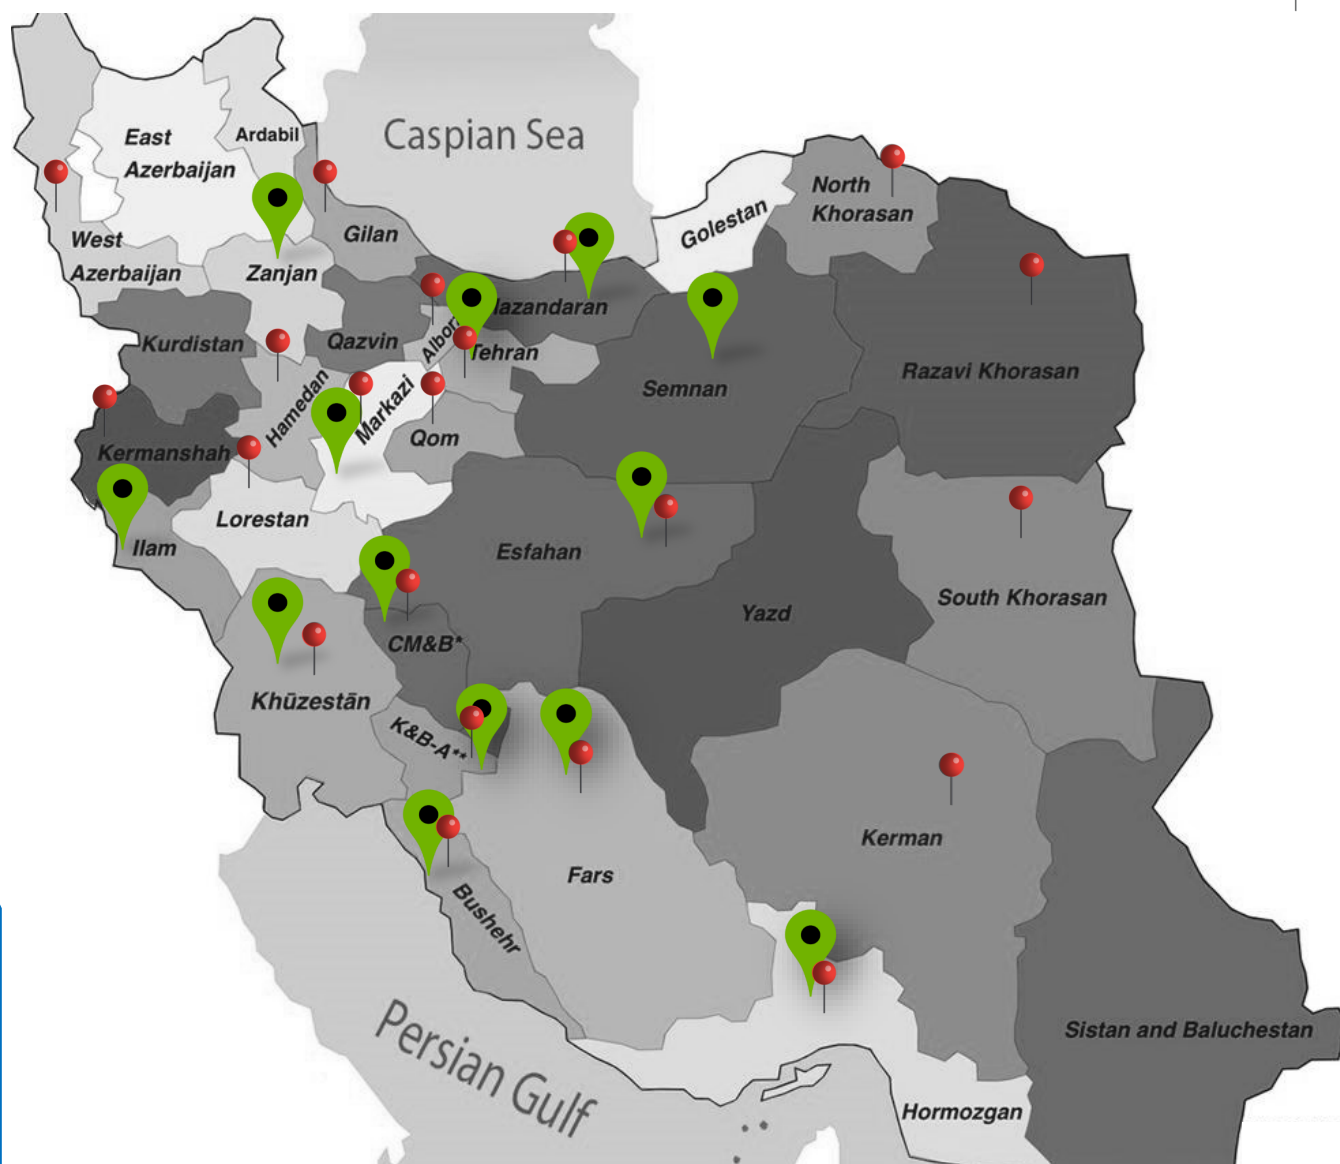 Caspian Sea
East
Azerbaijan
Ardabil
North
Khorasan
Golestan
Gilan
West
Azerbaijan
Zanjan
azandaran
Kurdistan
Qazvin
Alborz
Tehran
Semnan
Razavi Khorasan
Hamedan
Markazi
Qom
Kermanshah
Lorestan
Ilam
Esfahan
South Khorasan
Yazd
CM&B*
Khūzestān
K&B-A**
Kerman
Fars
Bushehr
Persian Gulf
Sistan and Baluchestan
Hormozgan